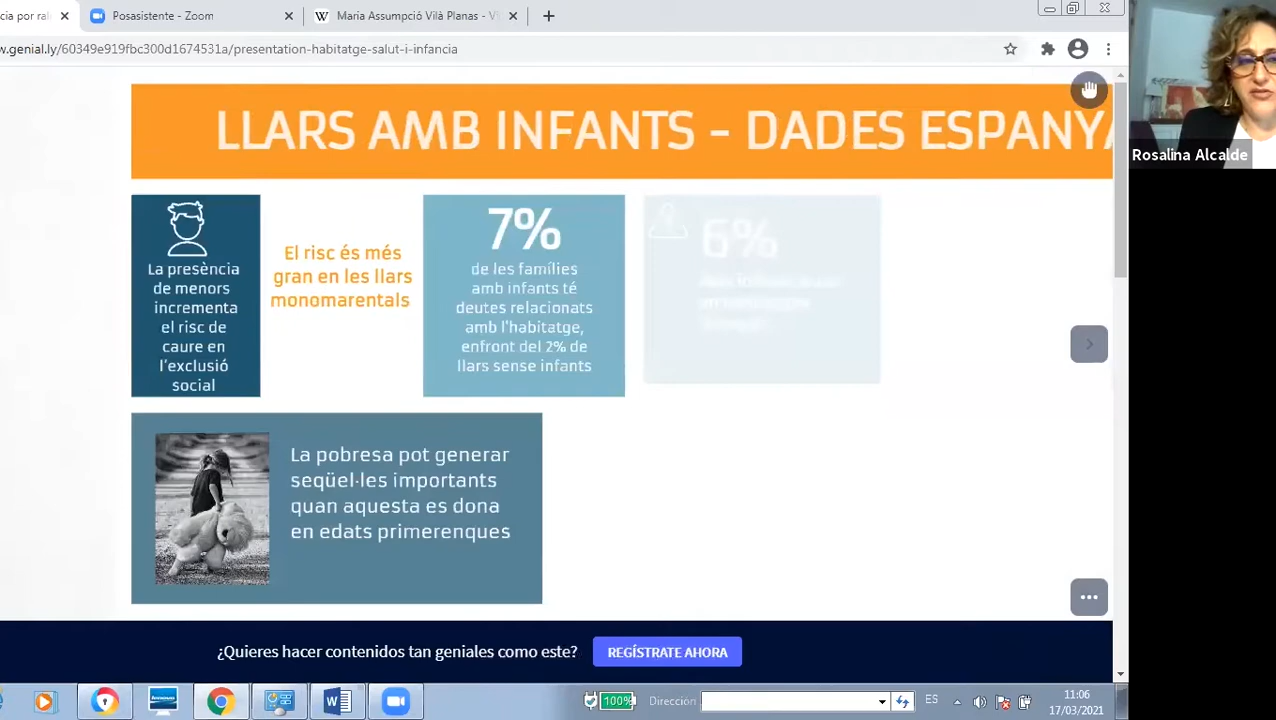 cia por ra
Posasistente - Zoom
Maria Assumpció Vilà Planas - Vi
w.genial.ly/60349e919fbc300d1674531a/presentation-habitatge-salut-i-infancia
LLARS AMB INFANTS - DADES ESPANYA
Rosalina Alcalde
La presència
de menors
incrementa
el risc de
caure en
l'exclusió
social
El risc és més
gran en les llars
monomarentals
7%
de les famílies
amb infants té
deutes relacionats
amb l'habitatge,
enfront del 2% de
llars sense infants
6%
La pobresa pot generar
seqüel·les importants
quan aquesta es dona
en edats primerenques
¿Quieres hacer contenidos tan geniales como este?
REGÍSTRATE AHORA
100%
Dirección
ES
11:06
17/03/2021